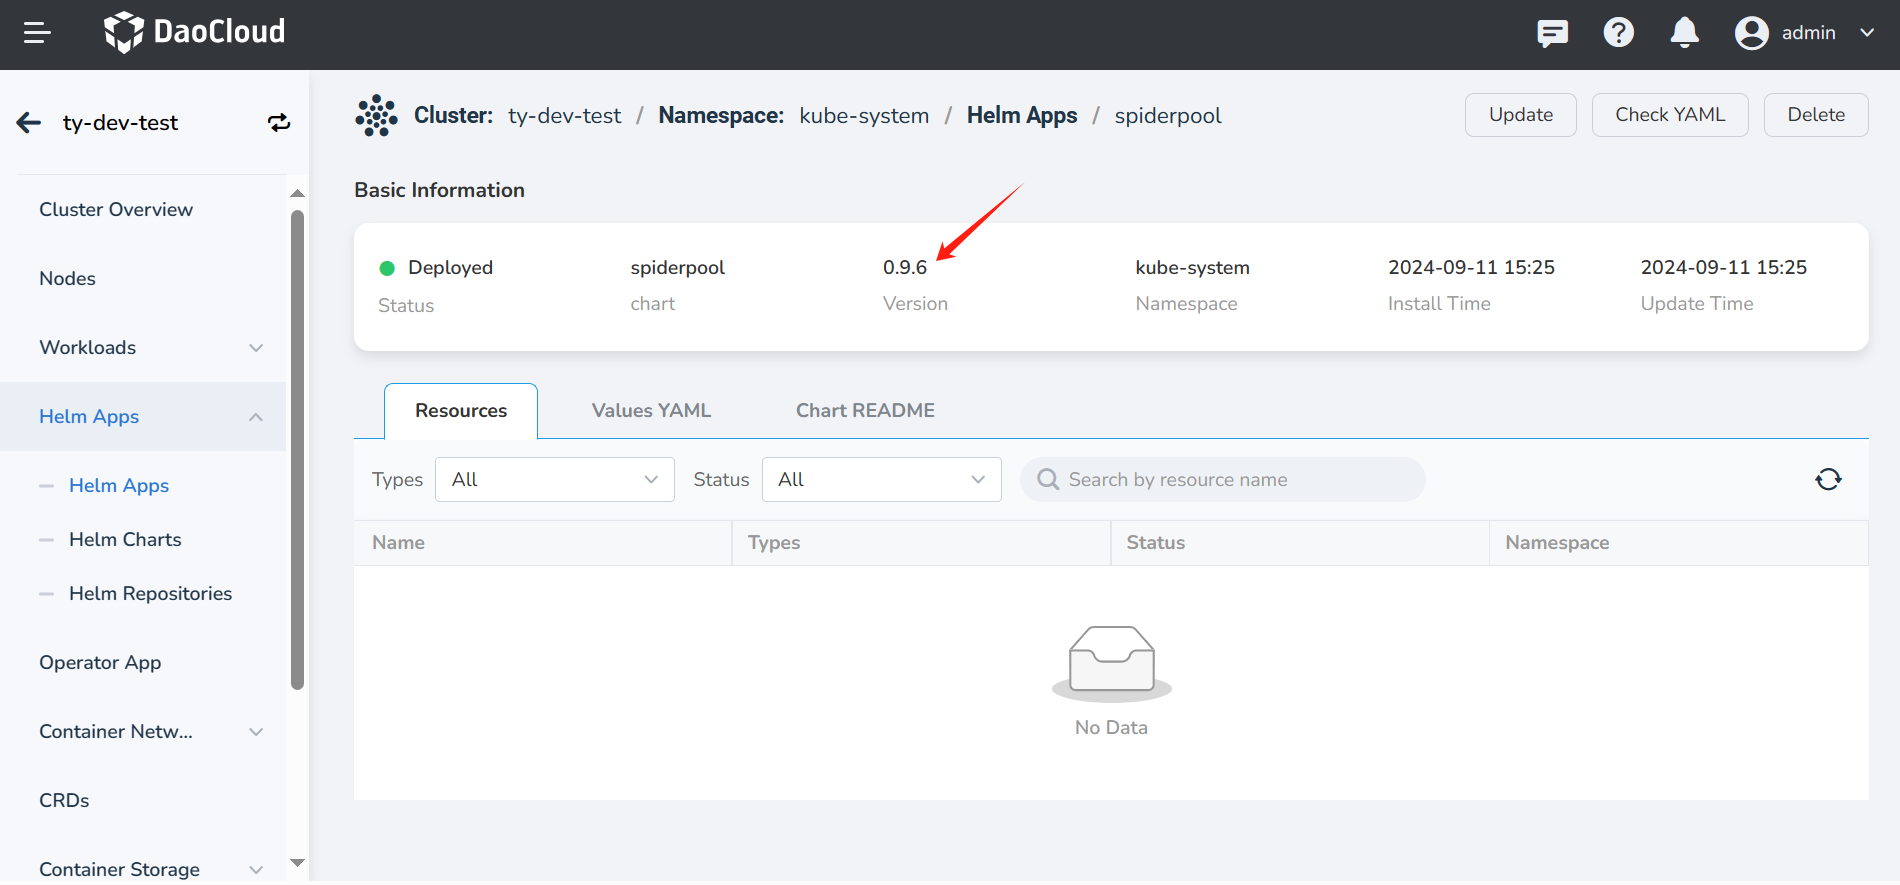 DaoCloud
admin
ty-dev-test
Cluster: ty-dev-test / Namespace: kube-system / Helm Apps / spiderpool
Update
Check YAML
Delete
Cluster Overview
Nodes
Workloads
Helm Apps
Helm Apps
Helm Charts
Helm Repositories
Operator App
Container Netw...
CRDs
Container Storage
Basic Information
Deployed
Status
spiderpool
chart
0.9.6
Version
kube-system
Namespace
2024-09-11 15:25
Install Time
2024-09-11 15:25
Update Time
Resources
Values YAML
Chart README
Types All
Status All
Search by resource name
Name
Types
Status
Namespace
No Data